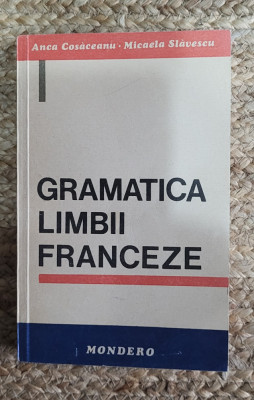 Anca Cosăceanu · Micaela Slăvescu
GRAMATICA
LIMBII
FRANCEZE
MONDERO